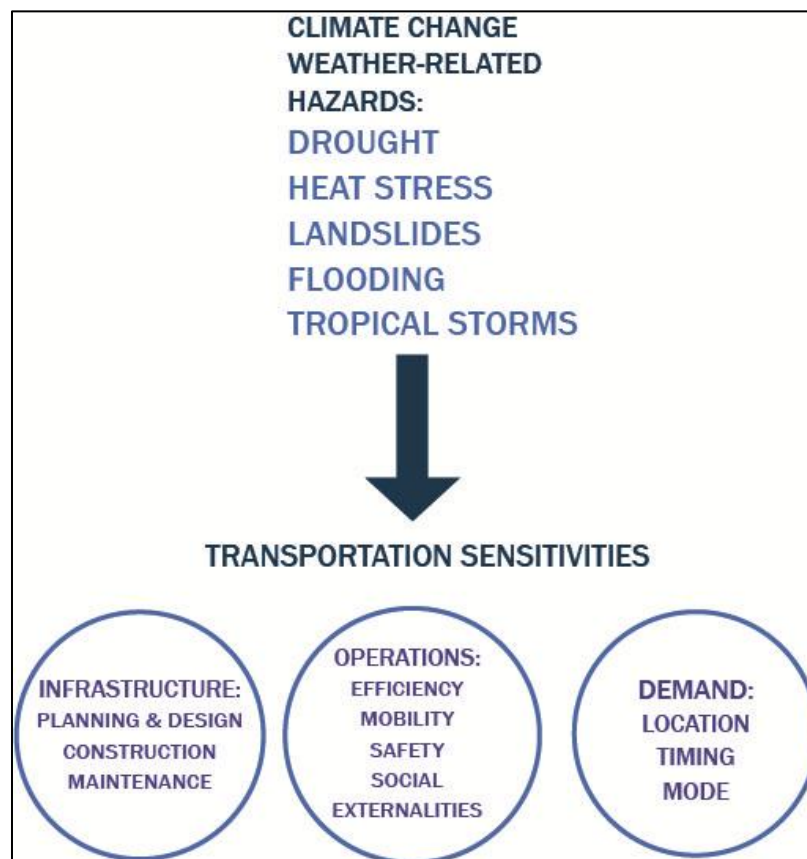 CLIMATE CHANGE
WEATHER-RELATED
HAZARDS:
DROUGHT
HEAT STRESS
LANDSLIDES
FLOODING
TROPICAL STORMS
TRANSPORTATION SENSITIVITIES
INFRASTRUCTURE:
PLANNING & DESIGN
CONSTRUCTION
MAINTENANCE
OPERATIONS:
EFFICIENCY
MOBILITY
SAFETY
SOCIAL
EXTERNALITIES
DEMAND:
LOCATION
TIMING
MODE